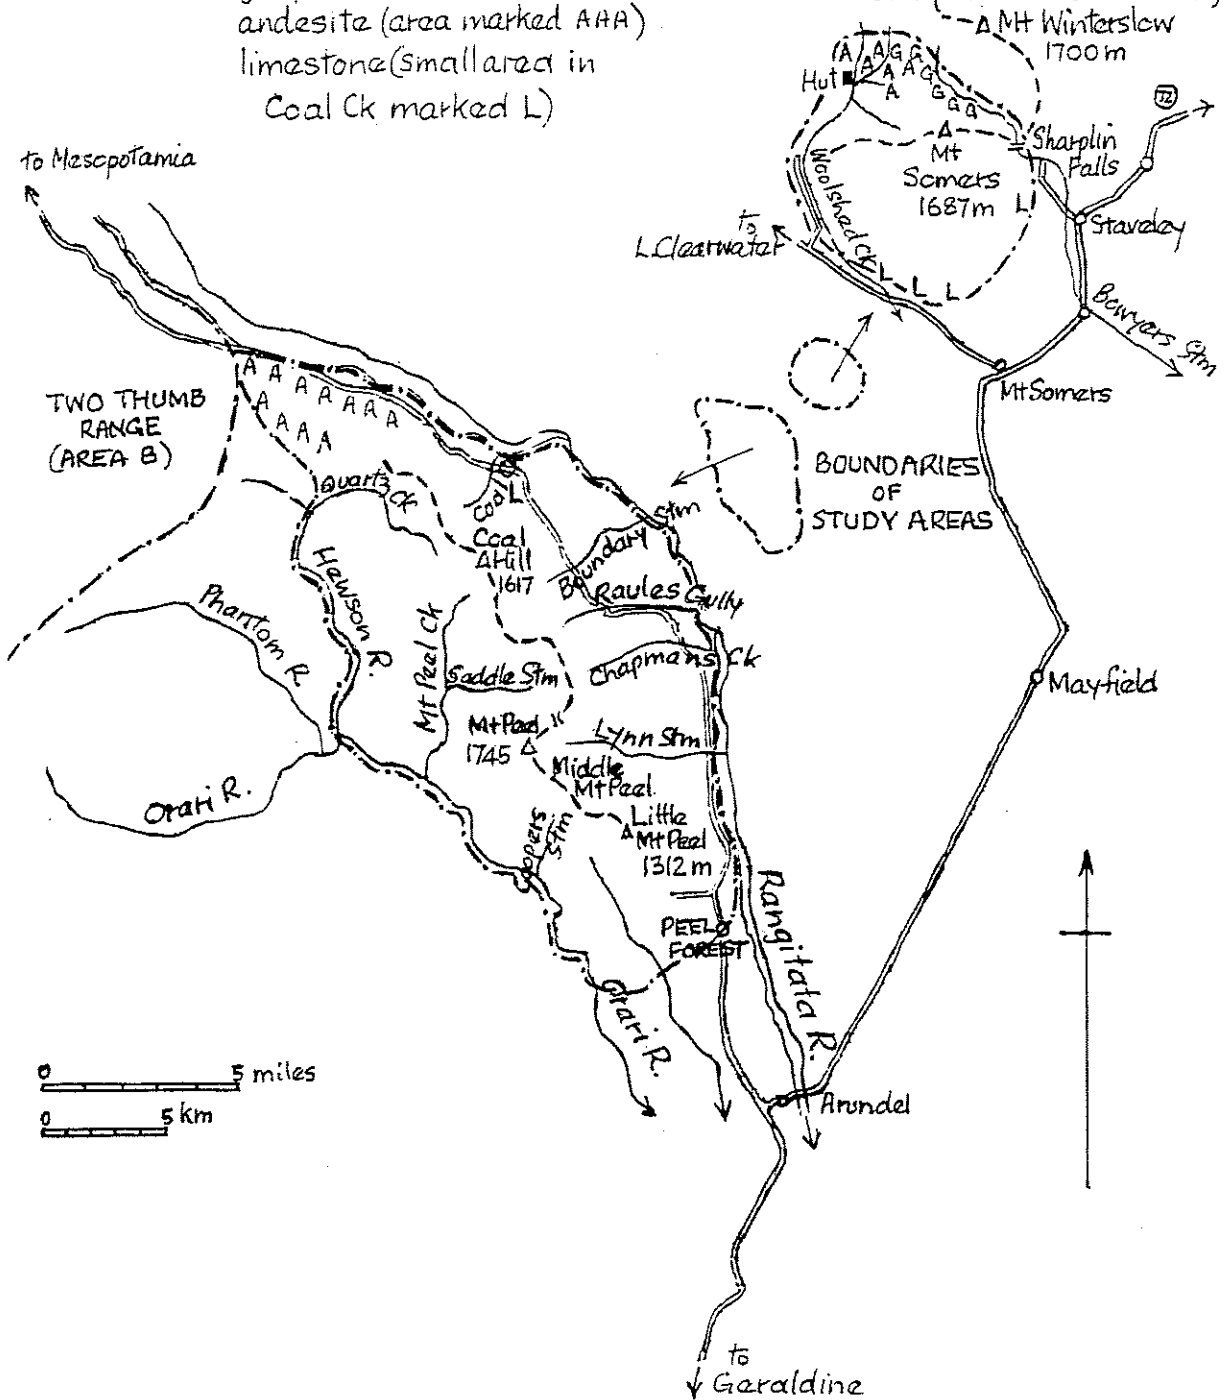 andesite (area marked AAA)
limestone (Small area in
Coal Ck marked L)
Mt Winterslow
1700m
A A G G
A A A G
A G G G
Hut
72
to Mesopotamia
Sharplin
Falls
Mt
Somers
1687m
L
Woolshed Ck
Staveley
to
L. Clearwater
L L L
Bowyers Stm
Mt Somers
A A A A A A A
A A A A
TWO THUMB
RANGE
(AREA B)
BOUNDARIES
OF
STUDY AREAS
Quartz
Ck
Coal
L
Coal
Hill
1617
Boundary Stm
Raules Gully
Hewson R.
Phantom R.
Mt Peel Ck
Saddle Stm
Chapmans Ck
Mayfield
Mt Peel
1745
Lynn Stm
Middle
Mt Peel
Orari R.
Little
Mt Peel
1312m
Coopers
Stm
Rangitata R.
PEEL
FOREST
Orari R.
0 5 miles
0 5 km
Arundel
to
Geraldine